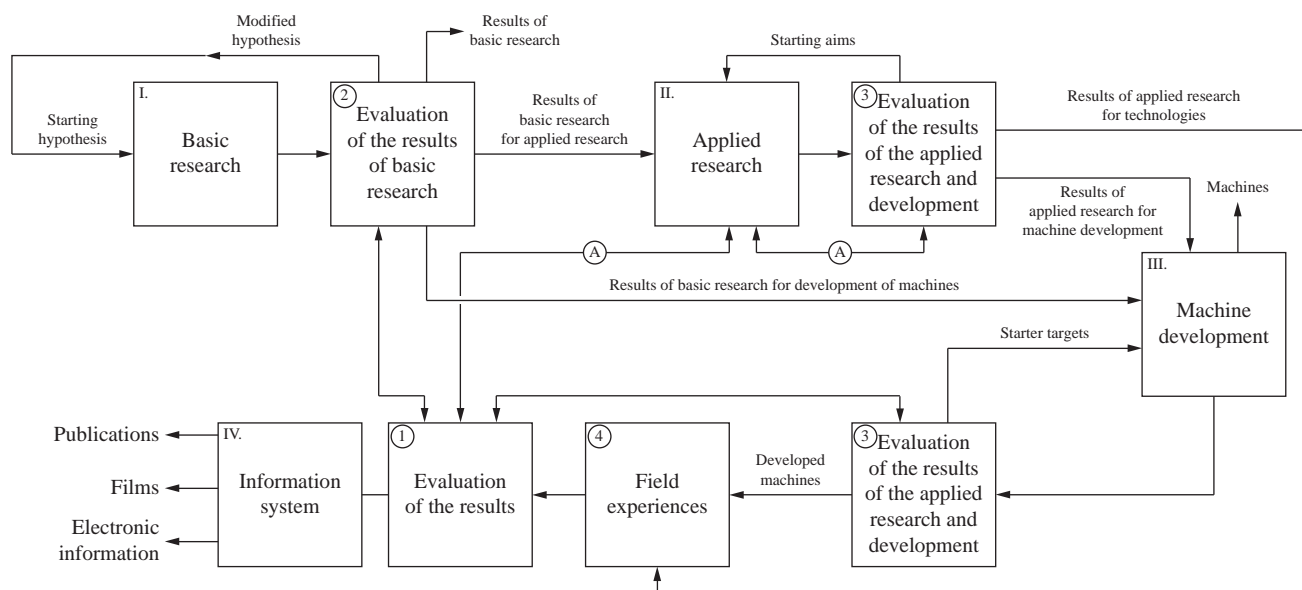 Modified
hypothesis
Results of
basic research
Starting aims
Starting
hypothesis
I.
Basic
research
2
Evaluation
of the results
of basic
research
Results of
basic research
for applied research
II.
Applied
research
3
Evaluation
of the results
of the applied
research and
development
Results of applied research
for technologies
Results of
applied research for
machine development
Machines
A
A
Results of basic research for development of machines
III.
Machine
development
Starter targets
Publications
Films
Electronic
information
IV.
Information
system
1
Evaluation
of the results
4
Field
experiences
Developed
machines
3
Evaluation
of the results
of the applied
research and
development